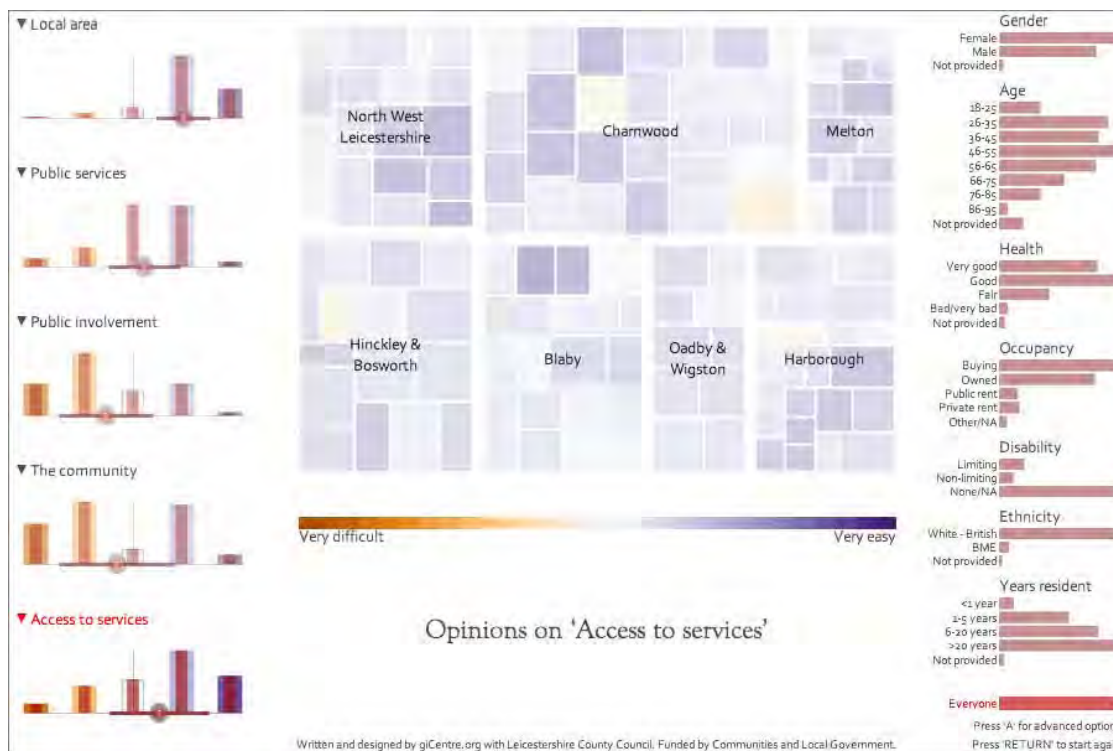 ▼ Local area
▼ Public services
▼ Public involvement
▼ The community
▼ Access to services
North West
Leicestershire
Charnwood
Melton
Hinckley &
Bosworth
Blaby
Oadby &
Wigston
Harborough
Very difficult
Very easy
Opinions on 'Access to services'
Written and designed by giCentre.org with Leicestershire County Council. Funded by Communities and Local Government.
Gender
Female
Male
Not provided
Age
18-25
26-35
36-45
46-55
56-65
66-75
76-85
86-95
Not provided
Health
Very good
Good
Fair
Bad/very bad
Not provided
Occupancy
Buying
Owned
Public rent
Private rent
Other/NA
Disability
Limiting
Non-limiting
None/NA
Ethnicity
White - British
BME
Not provided
Years resident
<1 year
1-5 years
6-20 years
>20 years
Not provided
Everyone
Press 'A' for advanced option
Press 'RETURN' to start